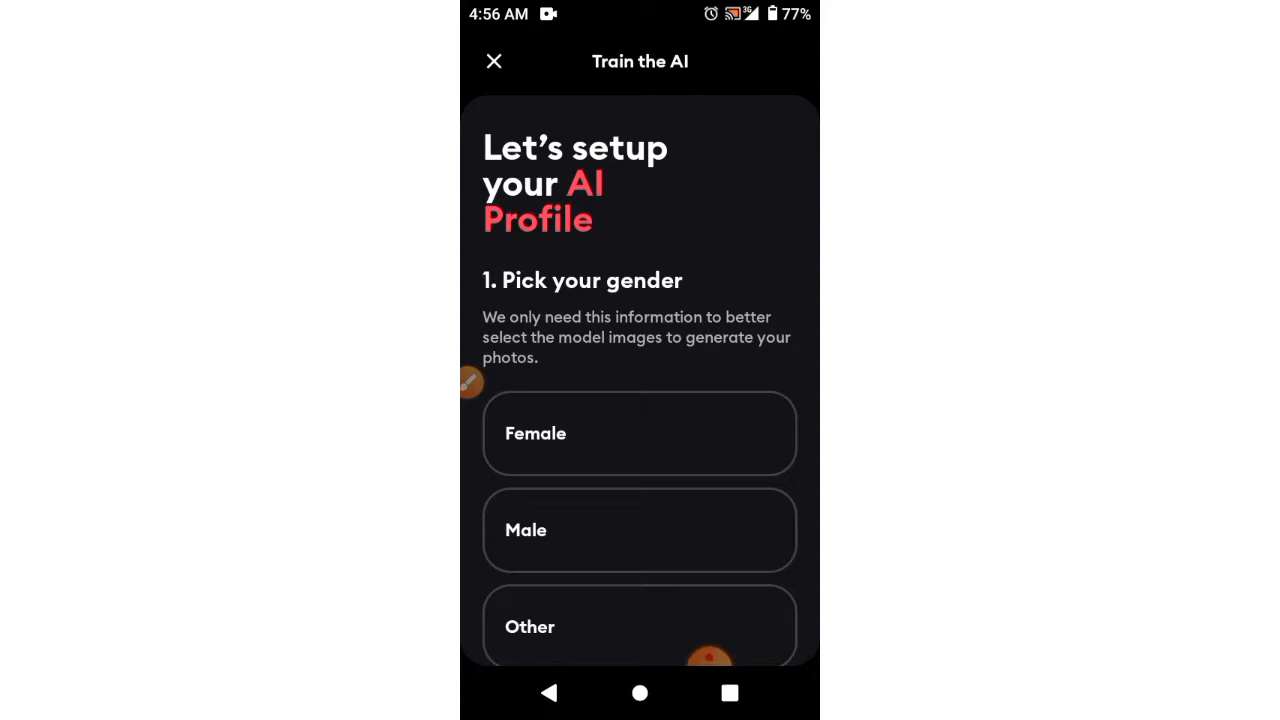 4:56 AM 3G 77%
Train the AI
Let's setup
your AI
Profile
1. Pick your gender
We only need this information to better
select the model images to generate your
photos.
Female
Male
Other